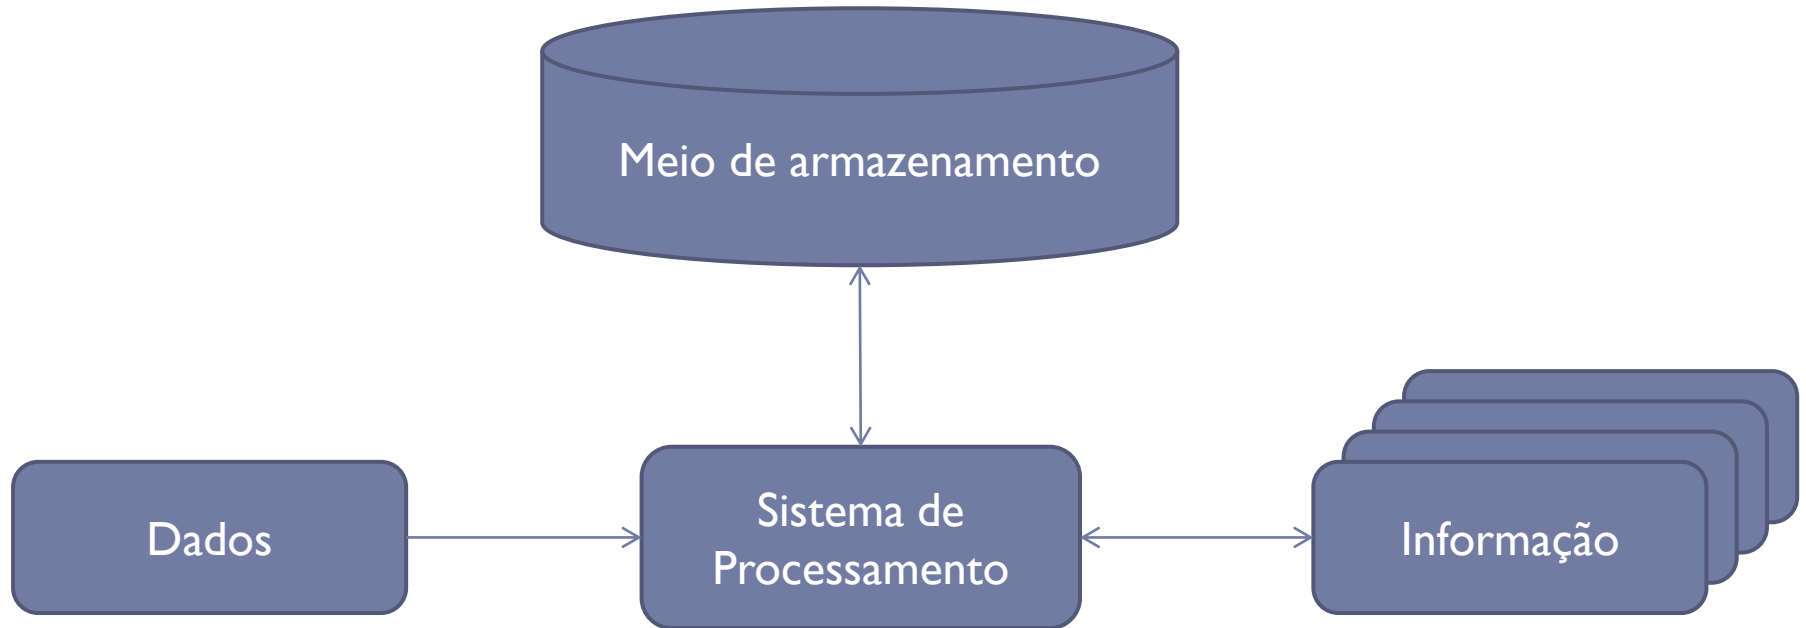 Meio de armazenamento
Dados
Sistema de
Processamento
Informação